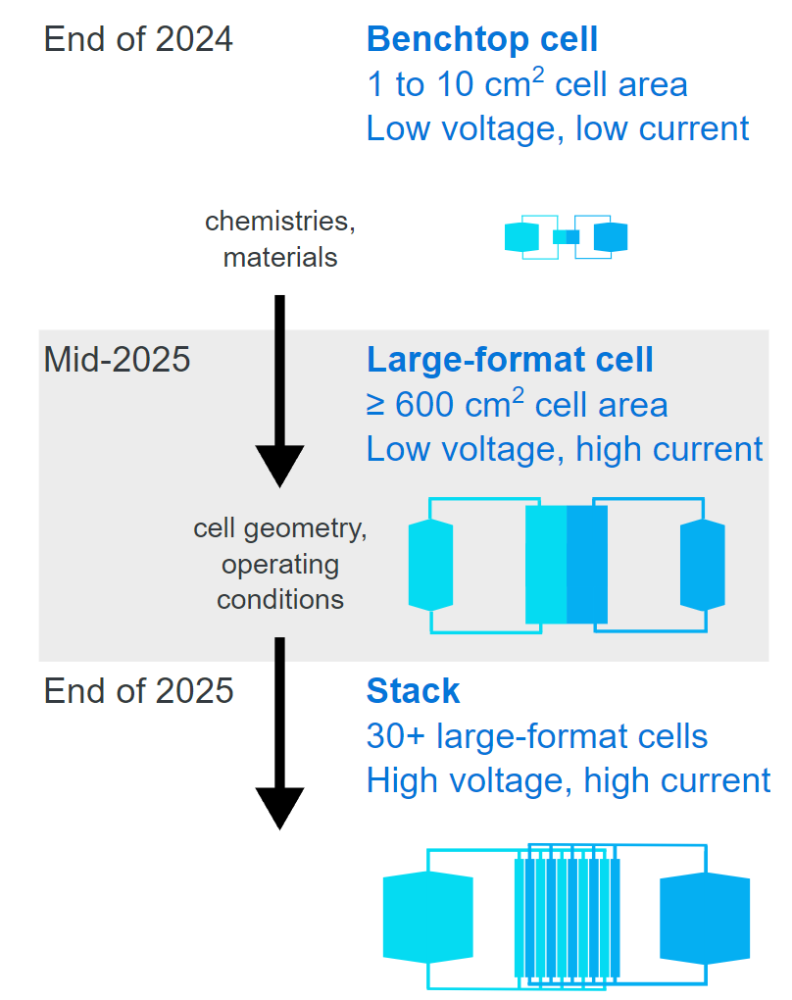 End of 2024
Benchtop cell
1 to 10 cm² cell area
Low voltage, low current
chemistries,
materials
Mid-2025
Large-format cell
≥ 600 cm² cell area
Low voltage, high current
cell geometry,
operating
conditions
End of 2025
Stack
30+ large-format cells
High voltage, high current